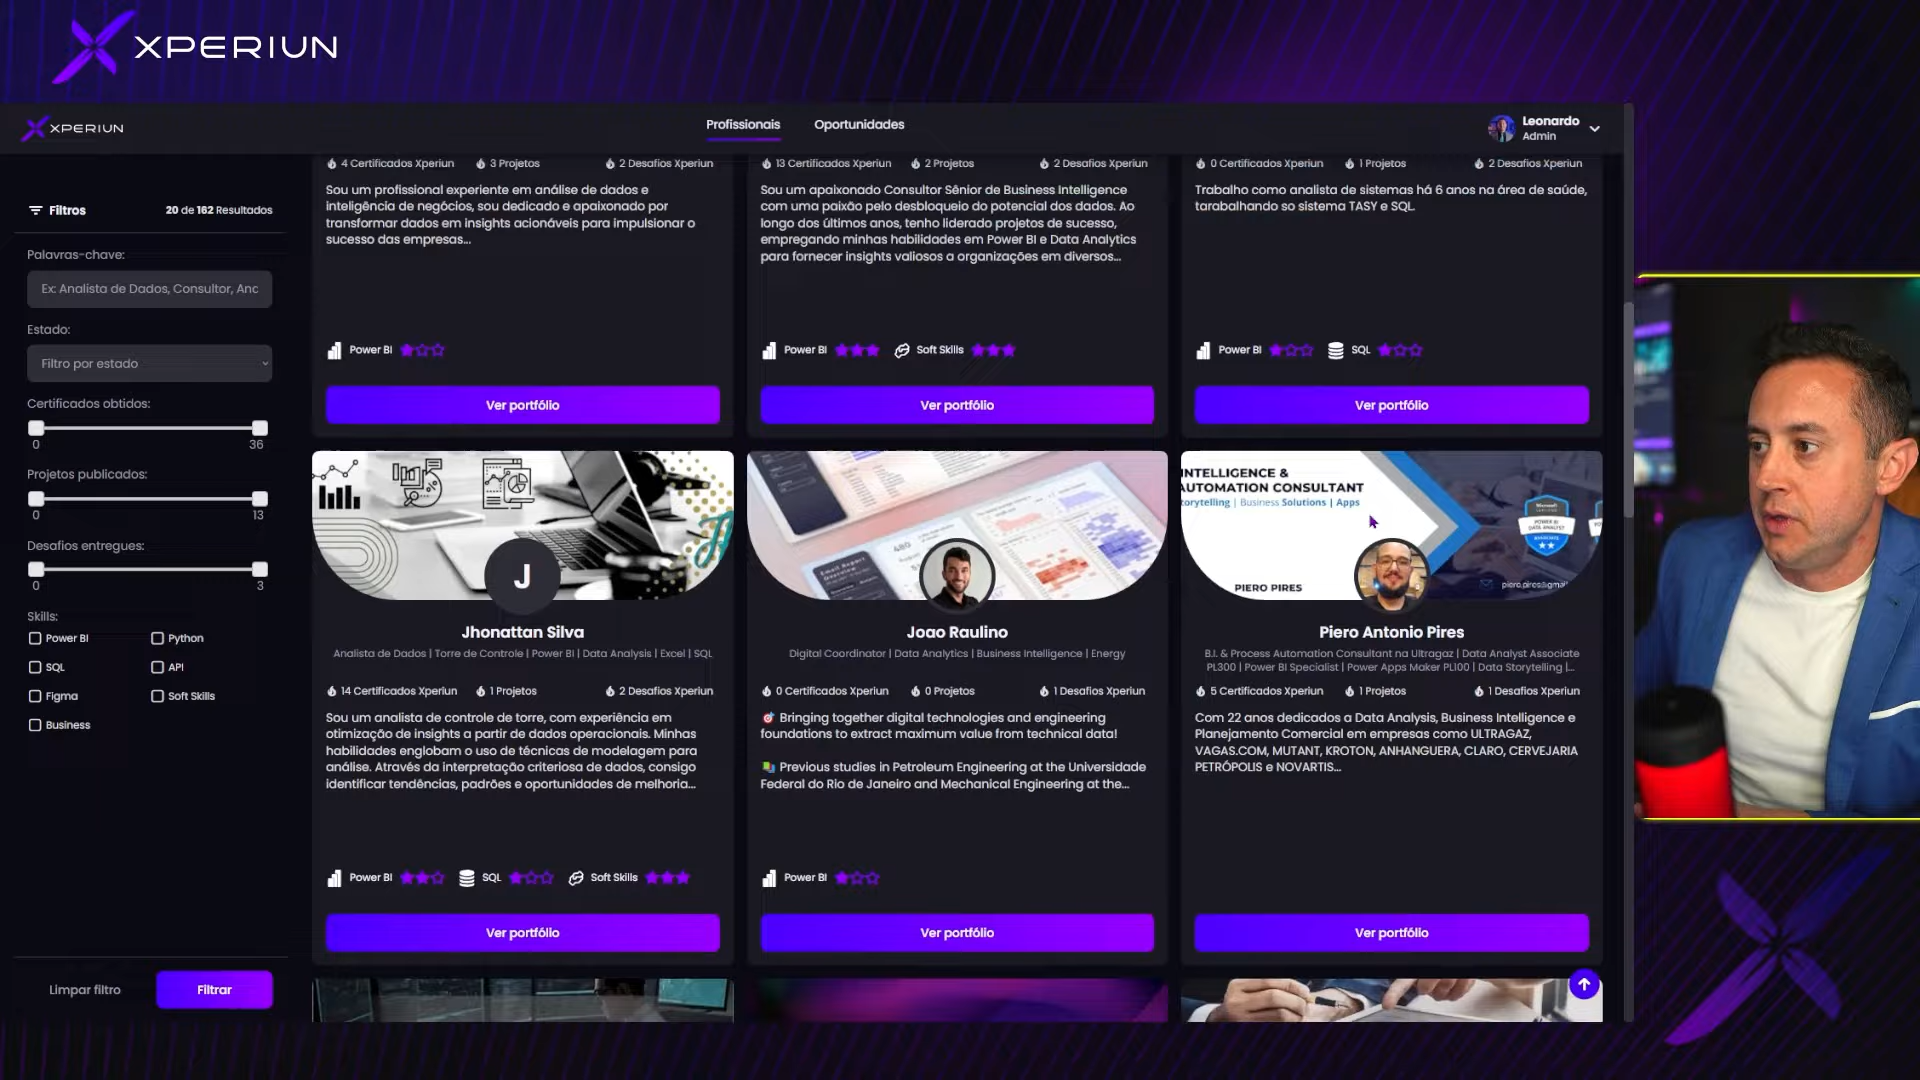 XPERIUN
XPERIUN
Profissionais
Oportunidades
Leonardo
Admin
Filtros
20 de 162 Resultados
Palavras-chave:
Ex: Analista de Dados, Consultor, Anc
Estado:
Filtro por estado
Certificados obtidos:
0
36
Projetos publicados:
0
13
Desafios entregues:
0
3
Skills:
Power BI
Python
SQL
API
Figma
Soft Skills
Business
Limpar filtro
Filtrar
4 Certificados Xperiun
3 Projetos
2 Desafios Xperiun
Sou um profissional experiente em análise de dados e
inteligência de negócios, sou dedicado e apaixonado por
transformar dados em insights acionáveis para impulsionar o
sucesso das empresas...
Power BI
Ver portfólio
13 Certificados Xperiun
2 Projetos
2 Desafios Xperiun
Sou um apaixonado Consultor Sênior de Business Intelligence
com uma paixão pelo desbloqueio do potencial dos dados. Ao
longo dos últimos anos, tenho liderado projetos de sucesso,
empregando minhas habilidades em Power BI e Data Analytics
para fornecer insights valiosos a organizações em diversos...
Power BI
Soft Skills
Ver portfólio
0 Certificados Xperiun
1 Projetos
2 Desafios Xperiun
Trabalho como analista de sistemas há 6 anos na área de saúde,
tarabalhando so sistema TASY e SQL.
Power BI
SQL
Ver portfólio
J
Jhonattan Silva
Analista de Dados | Torre de Controle | Power BI | Data Analysis | Excel | SQL
14 Certificados Xperiun
1 Projetos
2 Desafios Xperiun
Sou um analista de controle de torre, com experiência em
otimização de insights a partir de dados operacionais. Minhas
habilidades englobam o uso de técnicas de modelagem para
análise. Através da interpretação criteriosa de dados, consigo
identificar tendências, padrões e oportunidades de melhoria...
Power BI
SQL
Soft Skills
Ver portfólio
Joao Raulino
Digital Coordinator | Data Analytics | Business Intelligence | Energy
0 Certificados Xperiun
0 Projetos
1 Desafios Xperiun
Bringing together digital technologies and engineering
foundations to extract maximum value from technical data!
Previous studies in Petroleum Engineering at the Universidade
Federal do Rio de Janeiro and Mechanical Engineering at the...
Power BI
Ver portfólio
INTELLIGENCE &
AUTOMATION CONSULTANT
torytelling | Business Solutions | Apps
POWER BI
DATA ANALYST
PIERO PIRES
piero.pires@gmai
Piero Antonio Pires
B.I. & Process Automation Consultant na Ultragaz | Data Analyst Associate
PL300 | Power BI Specialist | Power Apps Maker PL100 | Data Storytelling |...
5 Certificados Xperiun
1 Projetos
1 Desafios Xperiun
Com 22 anos dedicados a Data Analysis, Business Intelligence e
Planejamento Comercial em empresas como ULTRAGAZ,
VAGAS.COM, MUTANT, KROTON, ANHANGUERA, CLARO, CERVEJARIA
PETRÓPOLIS e NOVARTIS...
Ver portfólio